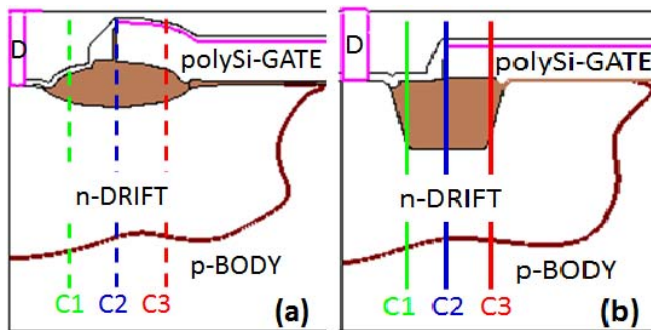 D
polySi-GATE
n-DRIFT
p-BODY
C1 C2 C3 (a)
D
polySi-GATE
n-DRIFT
p-BODY
C1 C2 C3 (b)